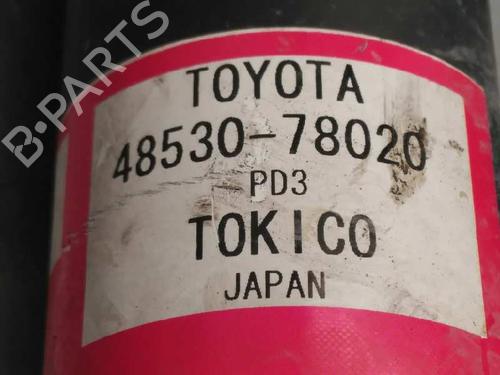 B-PARTS
TOYOTA
48530-78020
PD3
TOKICO
JAPAN